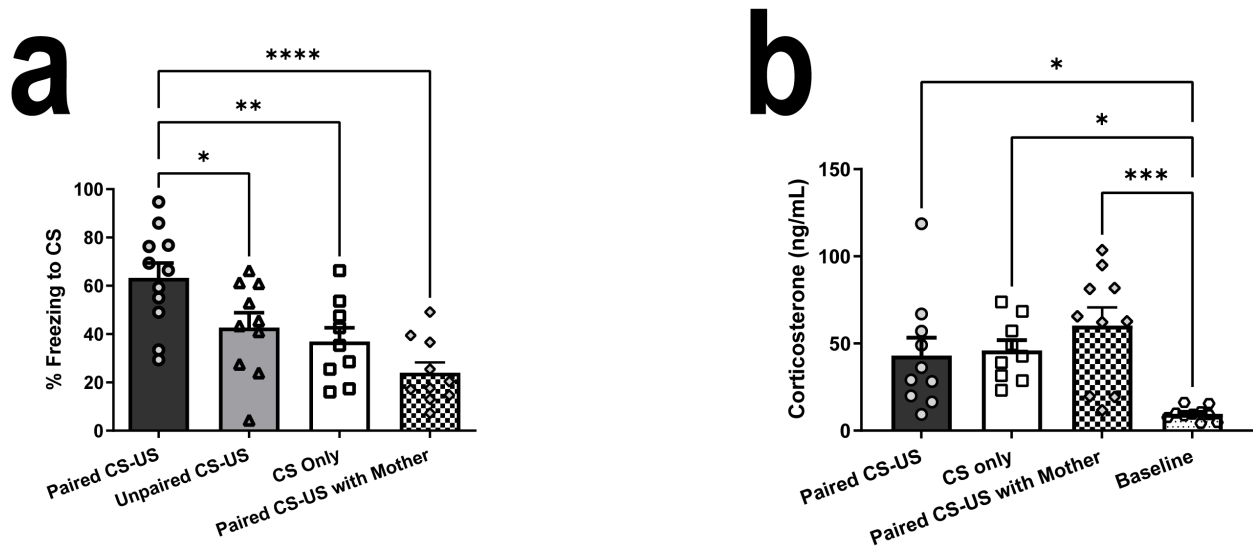 a
****
**
*
% Freezing to CS
100
80
60
40
20
0
Paired CS-US
Unpaired CS-US
CS Only
Paired CS-US with Mother
b
*
*
***
Corticosterone (ng/mL)
150
100
50
0
Paired CS-US
CS only
Paired CS-US with Mother
Baseline